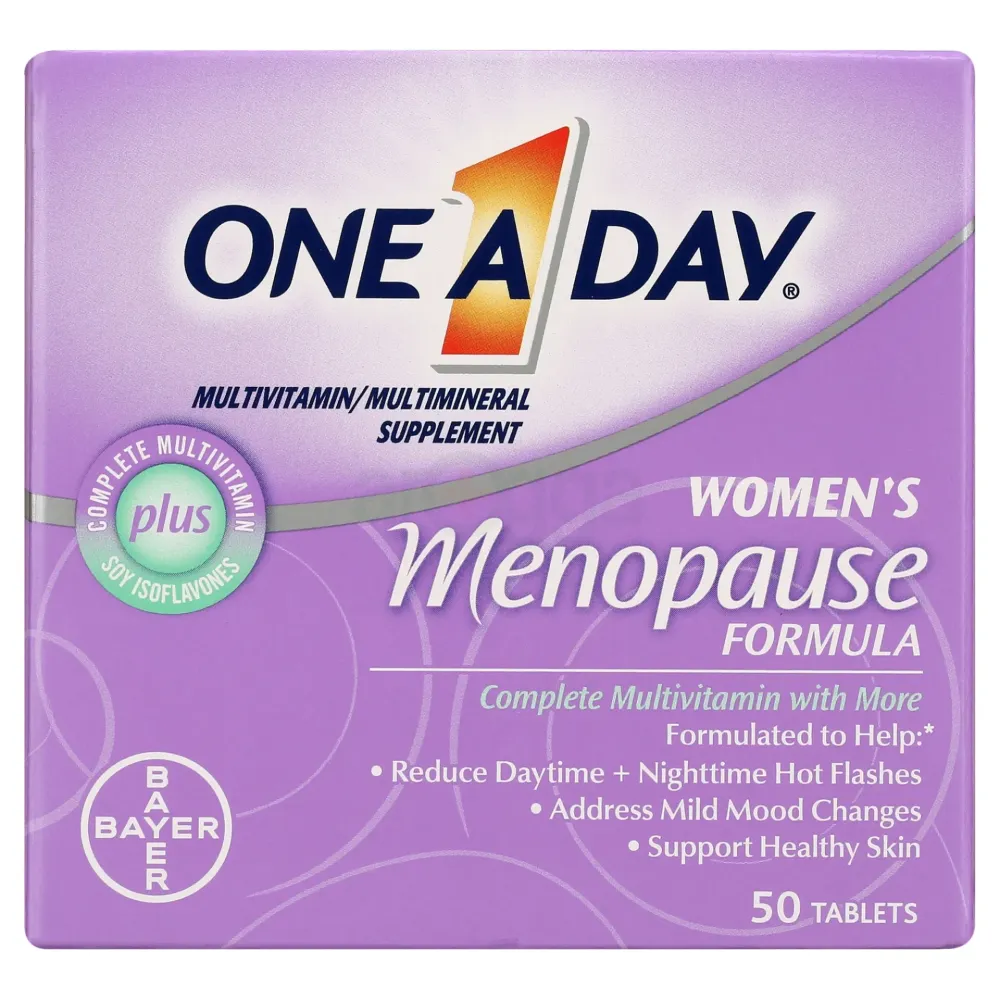 ONE A DAY®
MULTIVITAMIN/MULTIMINERAL
SUPPLEMENT
COMPLETE MULTIVITAMIN
plus
SOY ISOFLAVONES
WOMEN'S
Menopause
FORMULA
Complete Multivitamin with More
Formulated to Help:*
• Reduce Daytime + Nighttime Hot Flashes
• Address Mild Mood Changes
• Support Healthy Skin
BAYER
BAYER
50 TABLETS